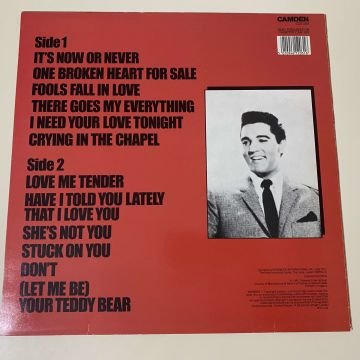 CAMDEN
Side 1
IT'S NOW OR NEVER
ONE BROKEN HEART FOR SALE
FOOLS FALL IN LOVE
THERE GOES MY EVERYTHING
I NEED YOUR LOVE TONIGHT
CRYING IN THE CHAPEL
Side 2
LOVE ME TENDER
HAVE I TOLD YOU LATELY
THAT I LOVE YOU
SHE'S NOT YOU
STUCK ON YOU
DON'T
(LET ME BE)
YOUR TEDDY BEAR